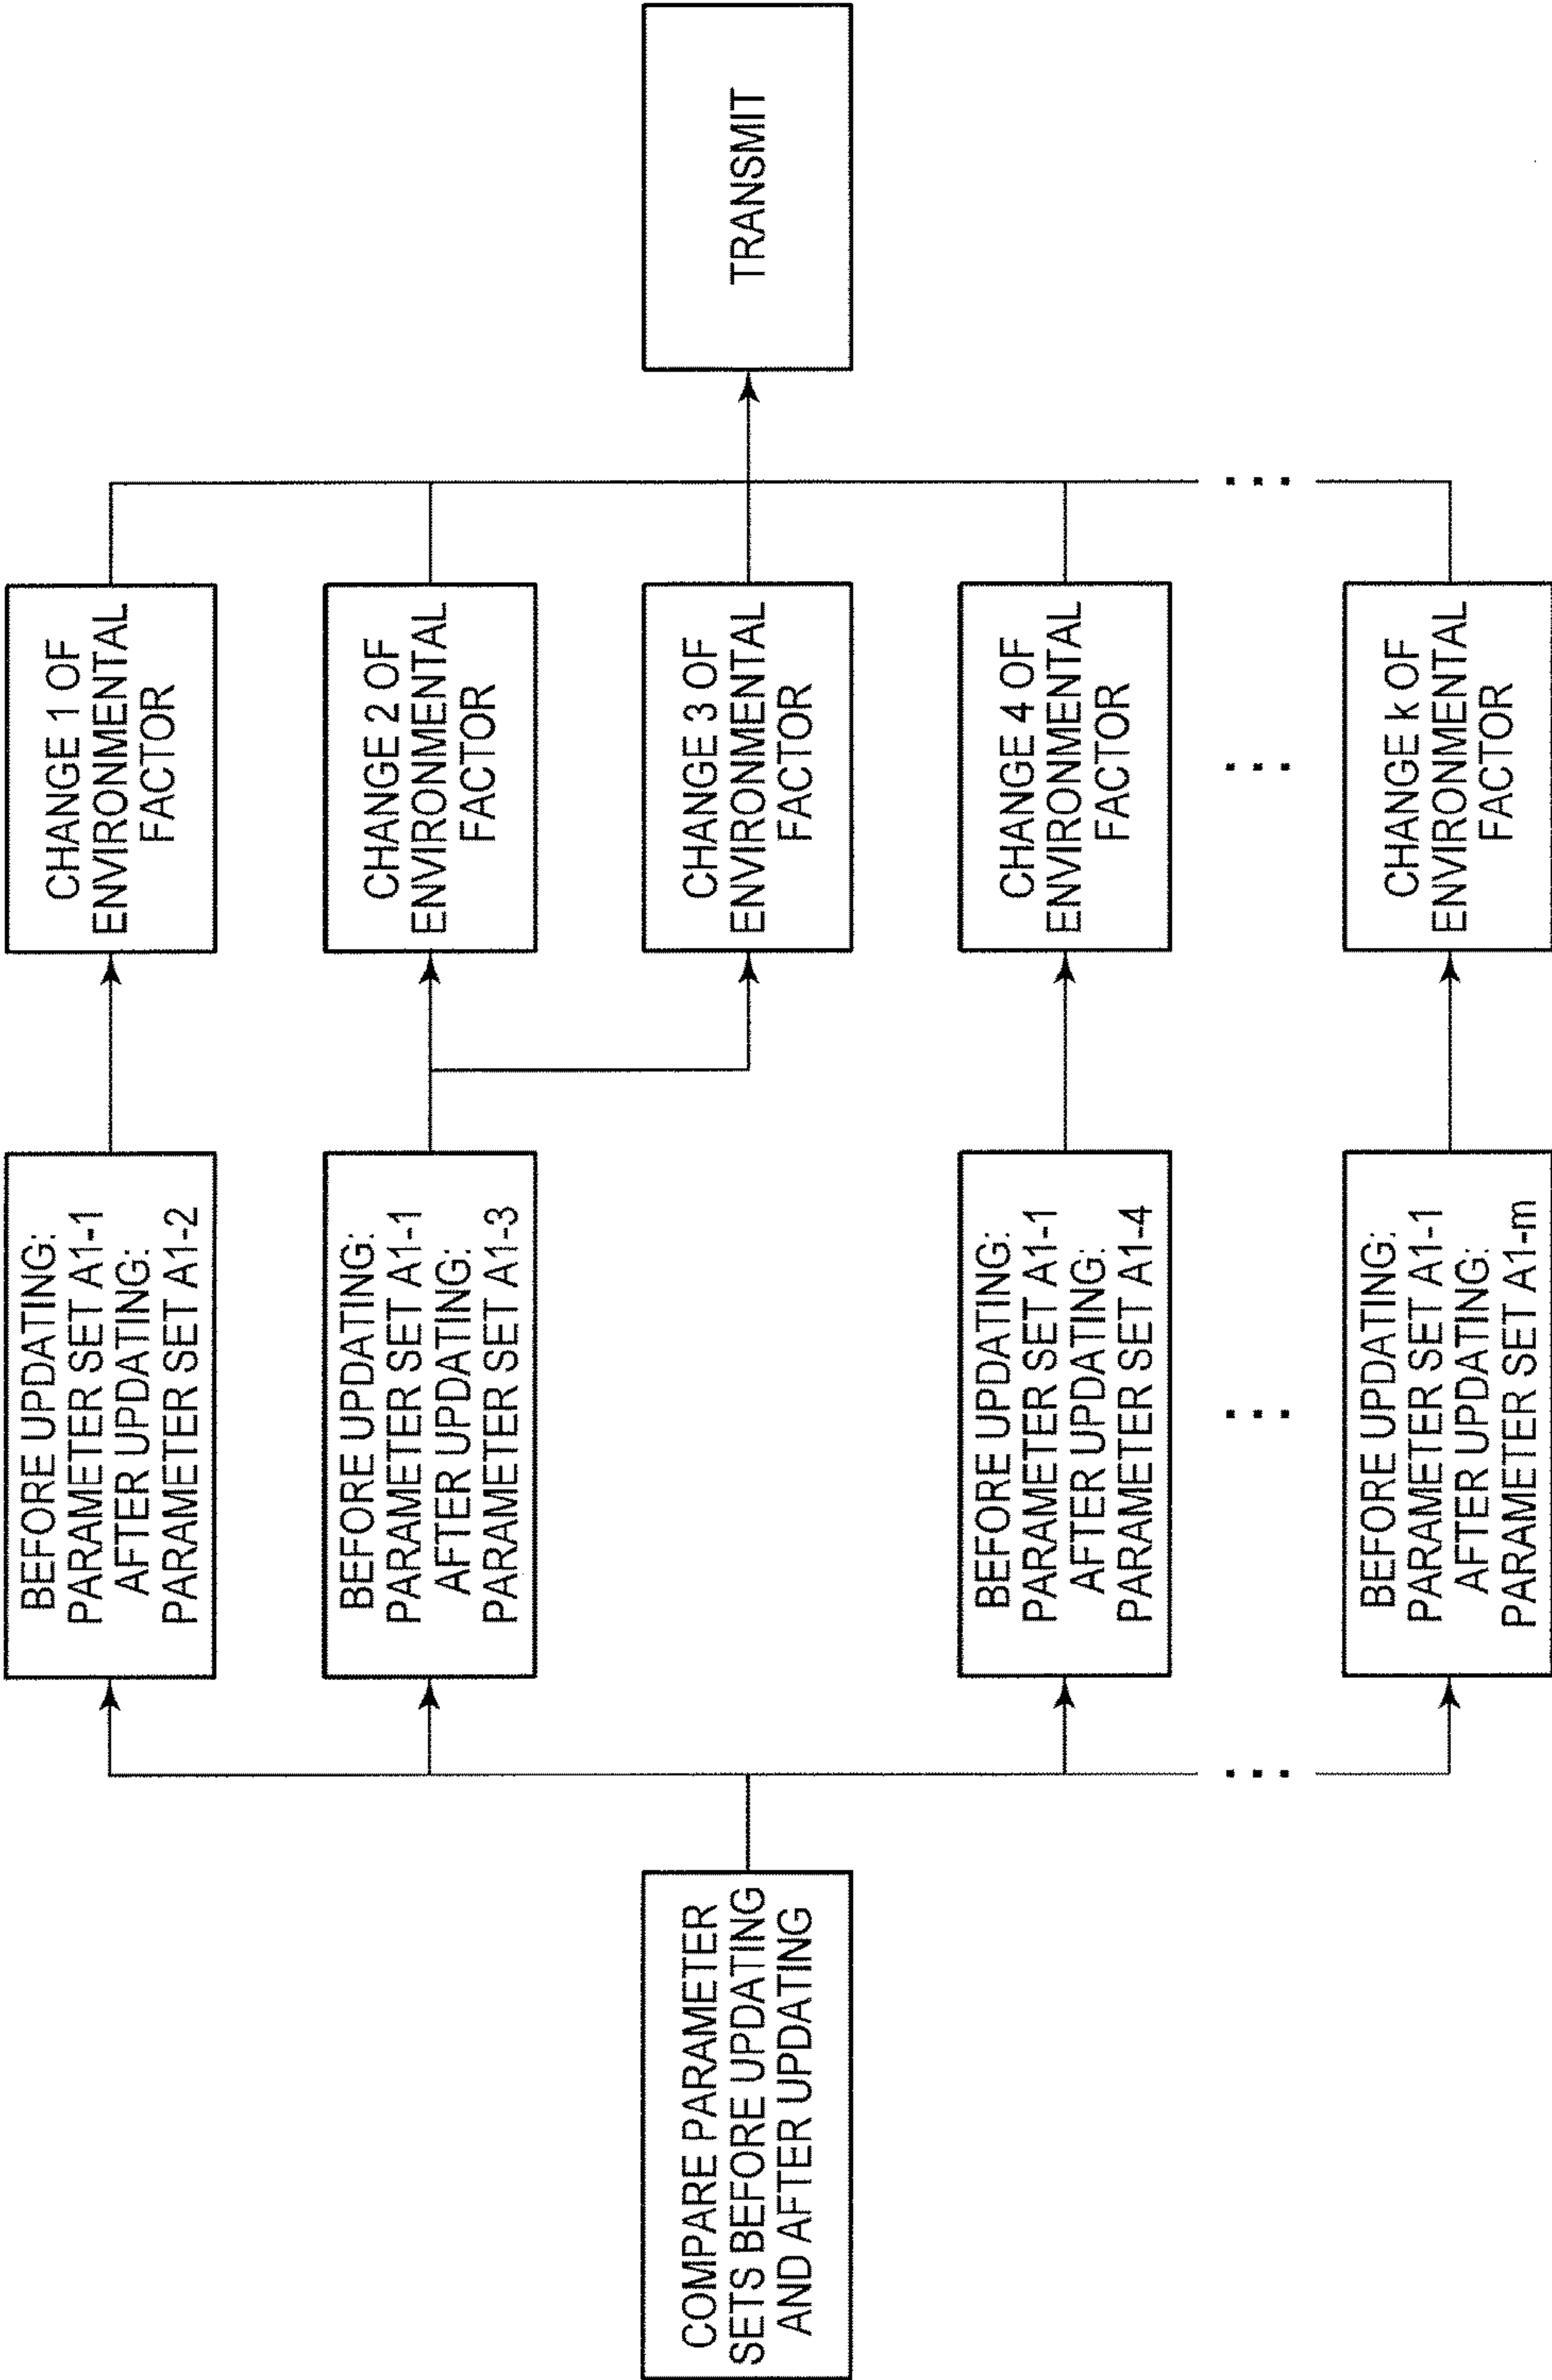 COMPARE PARAMETER
SETS BEFORE UPDATING
AND AFTER UPDATING
BEFORE UPDATING:
PARAMETER SET A1-1
AFTER UPDATING:
PARAMETER SET A1-2
BEFORE UPDATING:
PARAMETER SET A1-1
AFTER UPDATING:
PARAMETER SET A1-3
BEFORE UPDATING:
PARAMETER SET A1-1
AFTER UPDATING:
PARAMETER SET A1-4
BEFORE UPDATING:
PARAMETER SET A1-1
AFTER UPDATING:
PARAMETER SET A1-m
CHANGE 1 OF
ENVIRONMENTAL
FACTOR
CHANGE 2 OF
ENVIRONMENTAL
FACTOR
CHANGE 3 OF
ENVIRONMENTAL
FACTOR
CHANGE 4 OF
ENVIRONMENTAL
FACTOR
CHANGE k OF
ENVIRONMENTAL
FACTOR
TRANSMIT